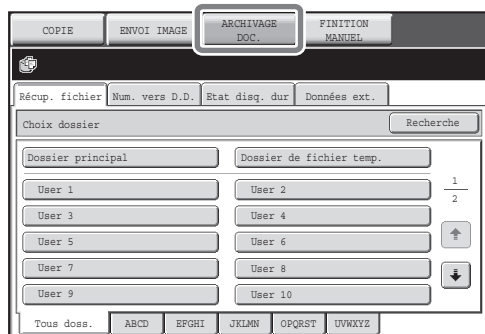 COPIE
ENVOI IMAGE
ARCHIVAGE
DOC.
FINITION
MANUEL
Récup. fichier
Num. vers D.D.
Etat disq. dur
Données ext.
Choix dossier
Recherche
Dossier principal
Dossier de fichier temp.
User 1
User 2
1
2
User 3
User 4
User 5
User 6
User 7
User 8
User 9
User 10
Tous doss.
ABCD
EFGHI
JKLMN
OPQRST
UVWXYZ